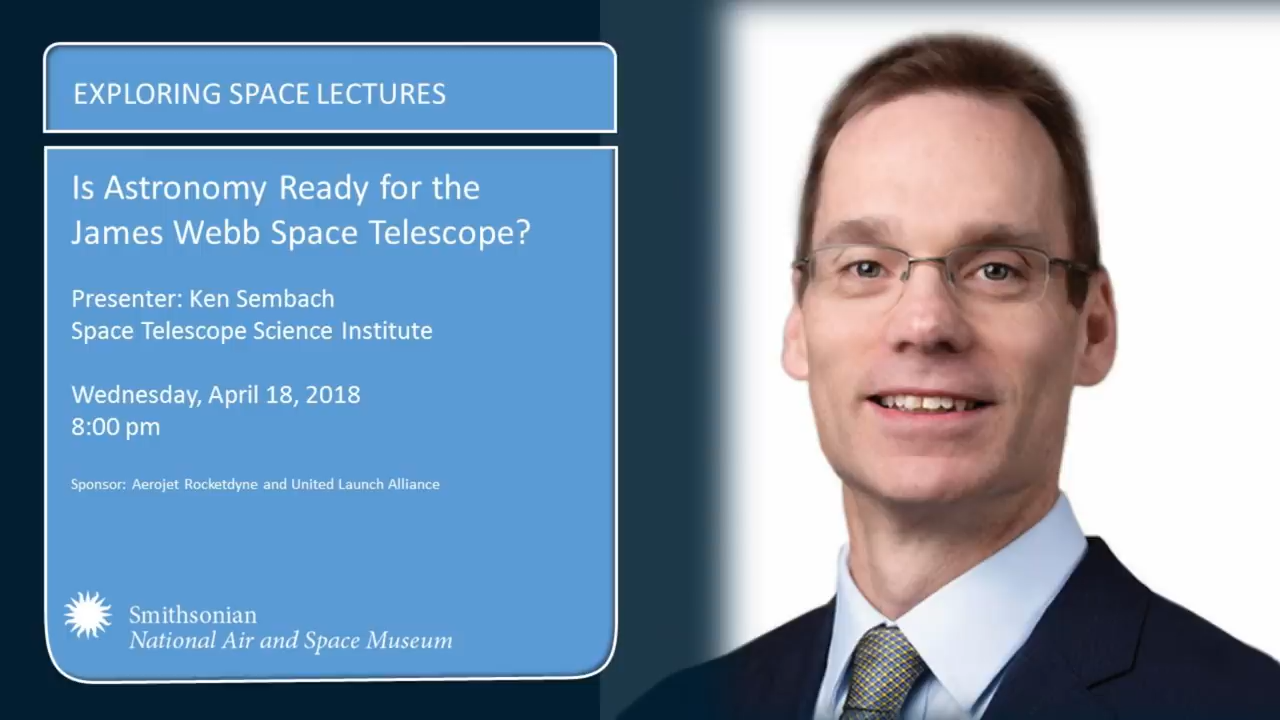 EXPLORING SPACE LECTURES
Is Astronomy Ready for the
James Webb Space Telescope?
Presenter: Ken Sembach
Space Telescope Science Institute
Wednesday, April 18, 2018
8:00 pm
Sponsor: Aerojet Rocketdyne and United Launch Alliance
Smithsonian
National Air and Space Museum